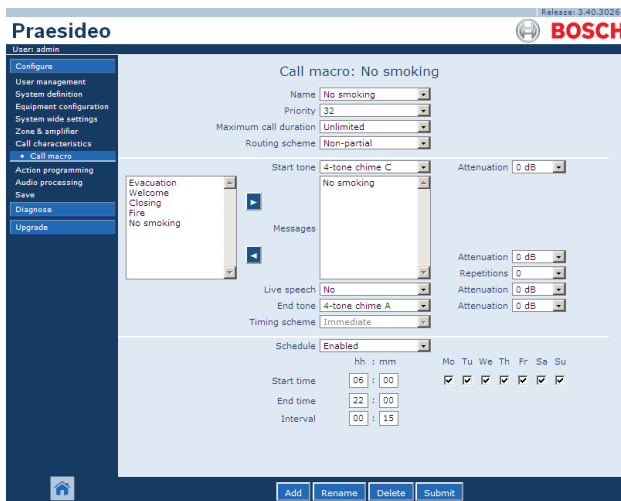 Release: 3.40.3026
Praesideo
BOSCH
User: admin
Configure
User management
System definition
Equipment configuration
System wide settings
Zone & amplifier
Call characteristics
• Call macro
Action programming
Audio processing
Save
Diagnose
Upgrade
Call macro: No smoking
Name No smoking
Priority 32
Maximum call duration Unlimited
Routing scheme Non-partial
Start tone 4-tone chime C Attenuation 0 dB
Evacuation
Welcome
Closing
Fire
No smoking
Messages
No smoking
Attenuation 0 dB
Repetitions 0
Live speech No Attenuation 0 dB
End tone 4-tone chime A Attenuation 0 dB
Timing scheme Immediate
Schedule Enabled
hh : mm Mo Tu We Th Fr Sa Su
Start time 06 : 00
End time 22 : 00
Interval 00 : 15
Add Rename Delete Submit